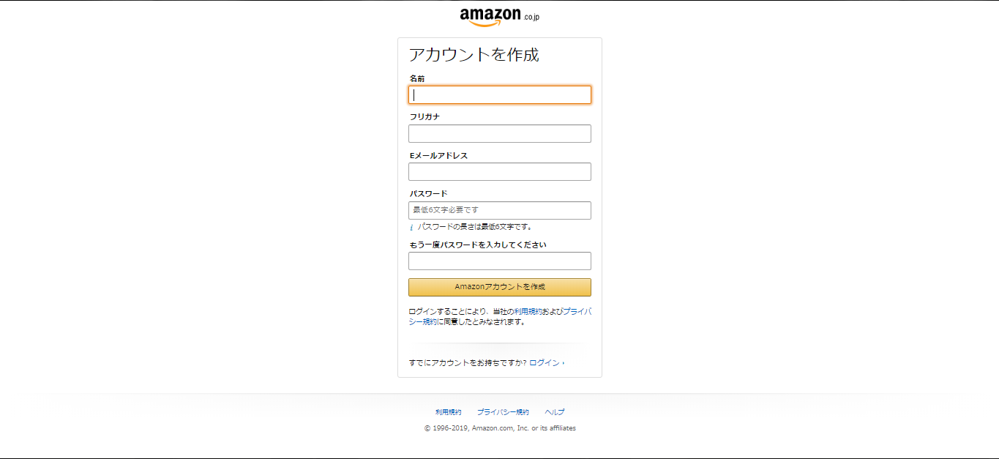 amazon.co.jp
アカウントを作成
名前
フリガナ
Eメールアドレス
パスワード
最低6文字必要です
i パスワードの長さは最低6文字です。
もう一度パスワードを入力してください
Amazonアカウントを作成
ログインすることにより、当社の利用規約およびプライバ
シー規約に同意したとみなされます。
すでにアカウントをお持ちですか? ログイン
利用規約 プライバシー規約 ヘルプ
© 1996-2019, Amazon.com, Inc. or its affiliates